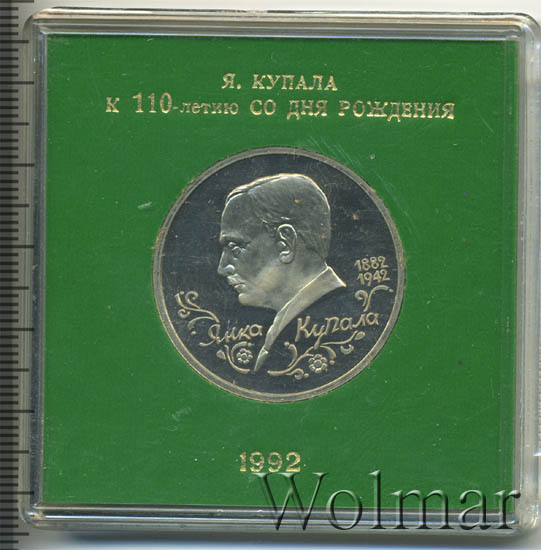 Я. КУПАЛА
К 110-летию СО ДНЯ РОЖДЕНИЯ
1882
1942
Янка Купала
1992
Wolmar